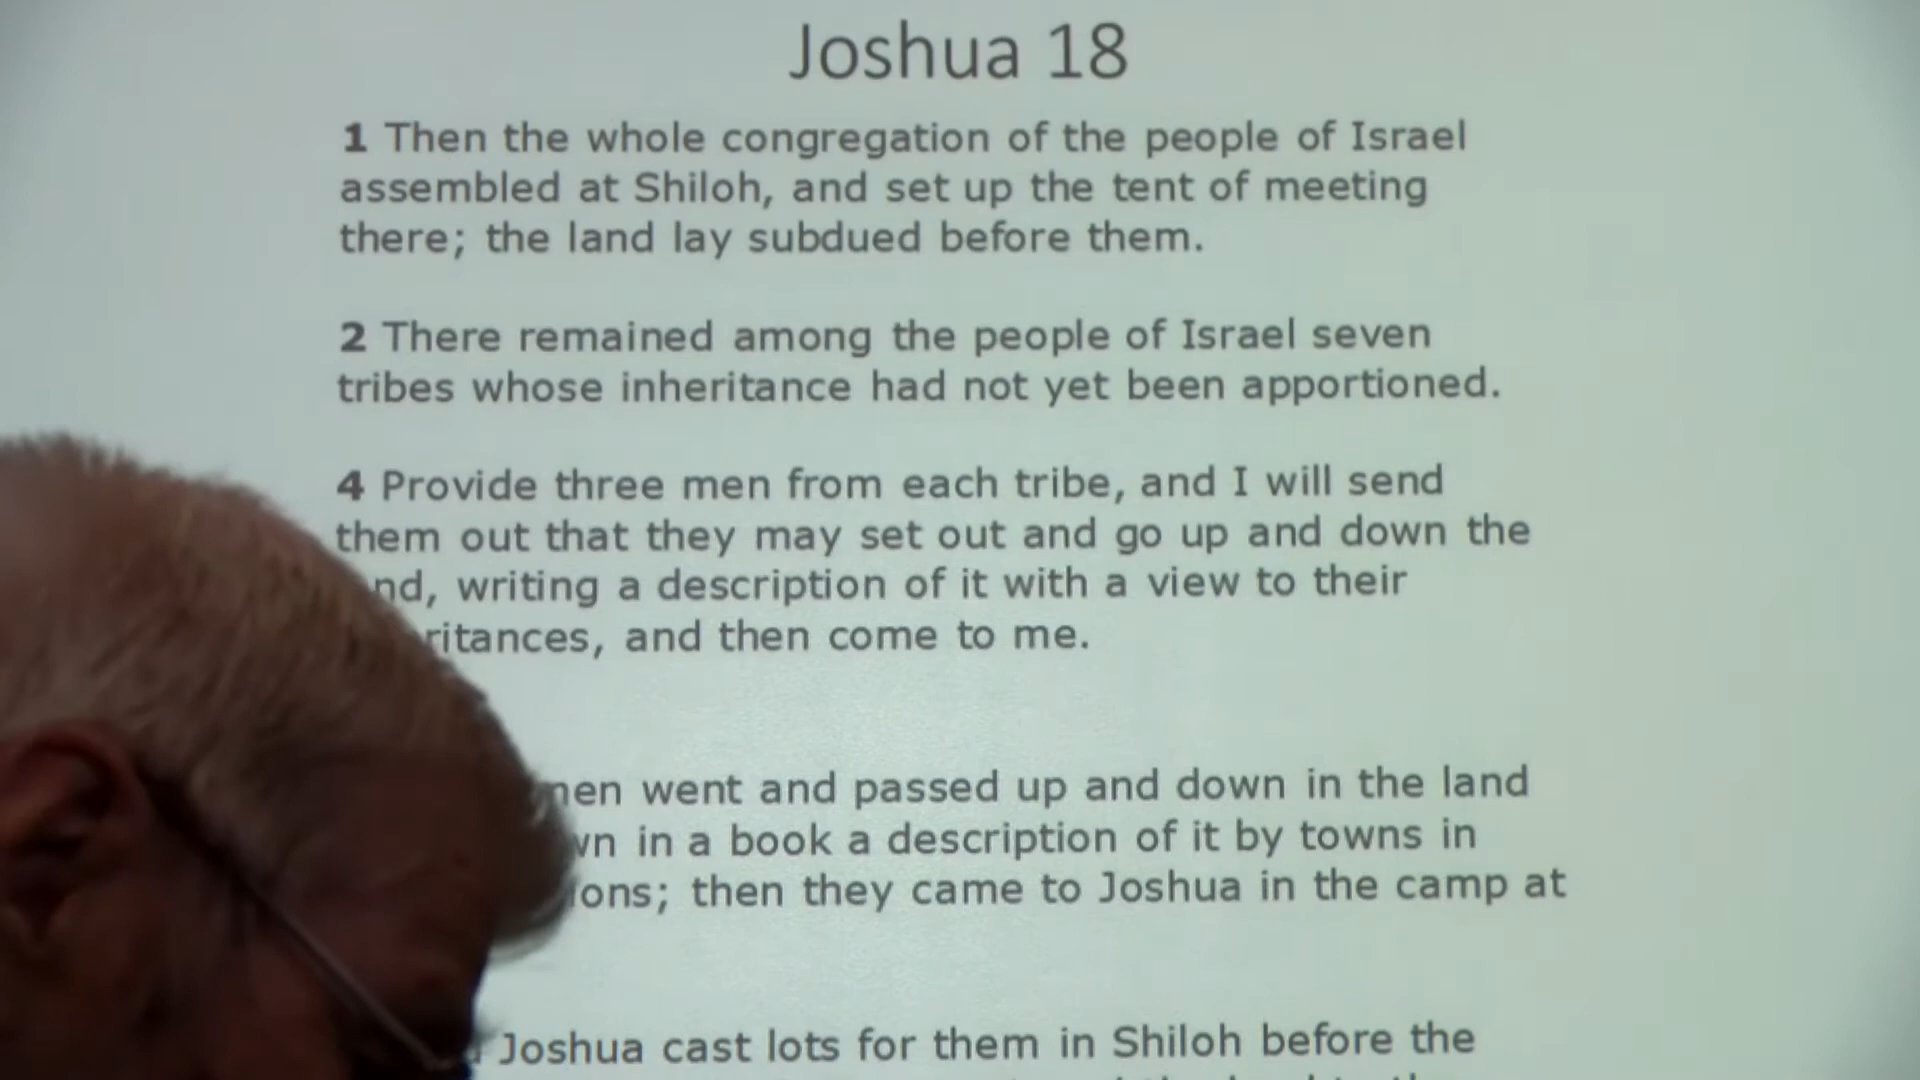 Joshua 18
1 Then the whole congregation of the people of Israel
assembled at Shiloh, and set up the tent of meeting
there; the land lay subdued before them.
2 There remained among the people of Israel seven
tribes whose inheritance had not yet been apportioned.
4 Provide three men from each tribe, and I will send
them out that they may set out and go up and down the
writing a description of it with a view to their
and then come to me.
went and passed up and down in the land
in a book a description of it by towns in
then they came to Joshua in the camp at
Joshua cast lots for them in Shiloh before the